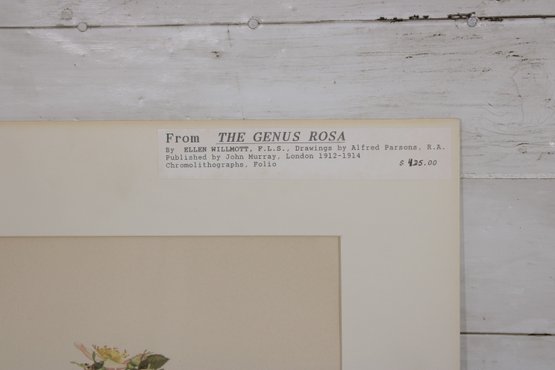 From THE GENUS ROSA
By ELLEN WILLMOTT, F.L.S., Drawings by Alfred Parsons, R.A.
Published by John Murray, London 1912-1914
Chromolithographs, Folio $ 425.00